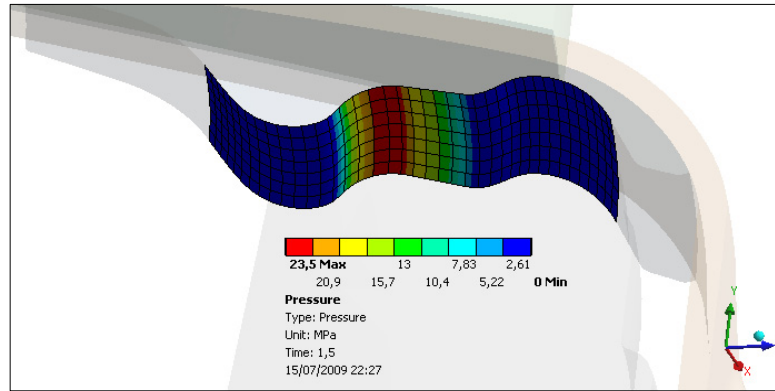 23,5 Max 13 7,83 2,61
20,9 15,7 10,4 5,22 0 Min
Pressure
Type: Pressure
Unit: MPa
Time: 1,5
15/07/2009 22:27
Y
X